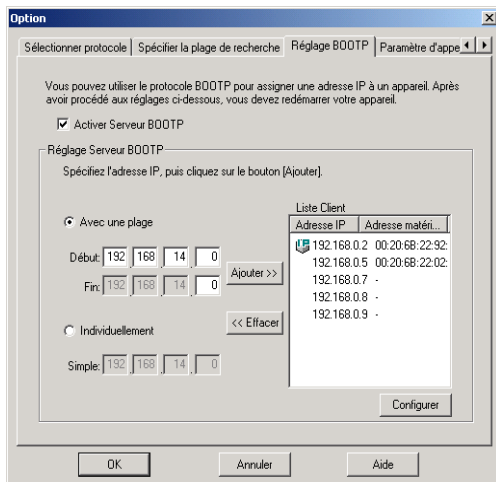 Option
Sélectionner protocole Spécifier la plage de recherche Réglage BOOTP Paramètre d'appe
Vous pouvez utiliser le protocole BOOTP pour assigner une adresse IP à un appareil. Après
avoir procédé aux réglages ci-dessous, vous devez redémarrer votre appareil.
Activer Serveur BOOTP
Réglage Serveur BOOTP
Spécifiez l'adresse IP, puis cliquez sur le bouton [Ajouter].
Avec une plage
Début: 192 . 168 . 14 . 0
Fin: 192 . 168 . 14 . 0
Individuellement
Simple: 192 . 168 . 14 . 0
Ajouter >>
<< Effacer
Liste Client
Adresse IP Adresse matéri...
192.168.0.2 00:20:6B:22:92:
192.168.0.5 00:20:6B:22:02:
192.168.0.7 -
192.168.0.8 -
192.168.0.9 -
Configurer
OK Annuler Aide